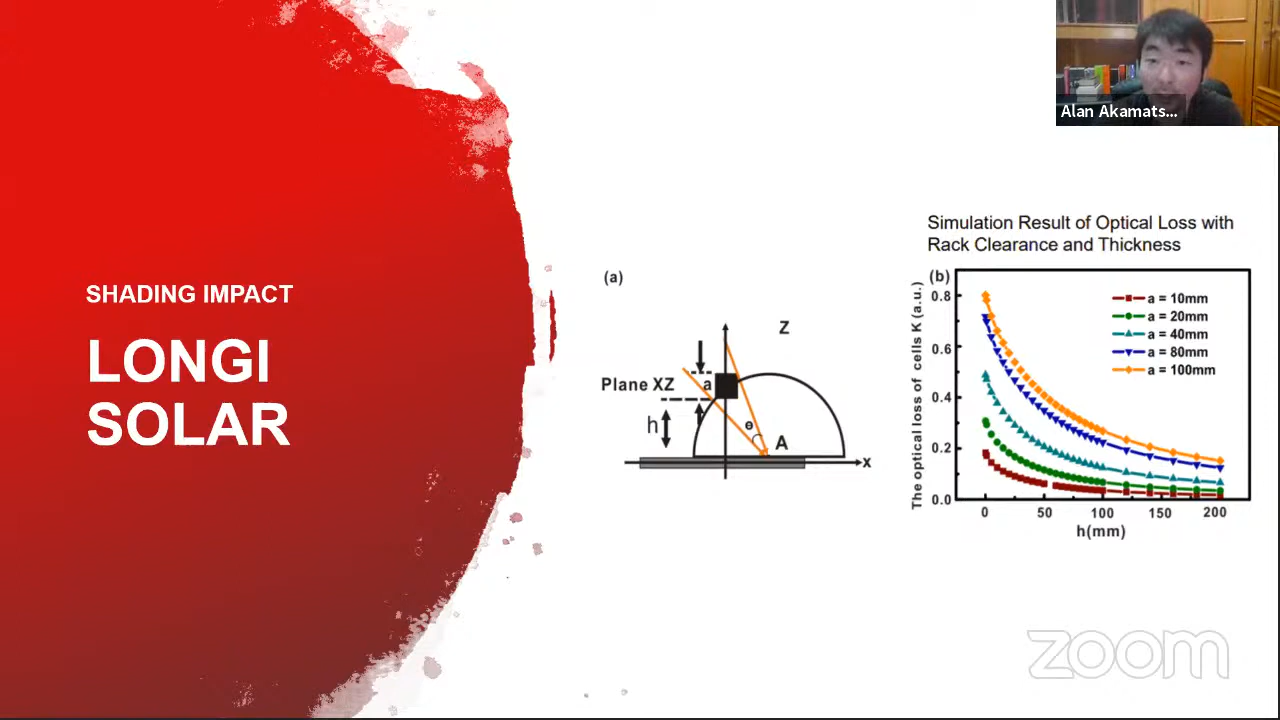 Alan Akamats...
SHADING IMPACT
LONGI
SOLAR
(a)
Z
Plane XZ
a
h
θ
A
x
Simulation Result of Optical Loss with
Rack Clearance and Thickness
(b)
The optical loss of cells K (a.u.)
0.8
0.6
0.4
0.2
0.0
a = 10mm
a = 20mm
a = 40mm
a = 80mm
a = 100mm
0 50 100 150 200
h(mm)
zoom